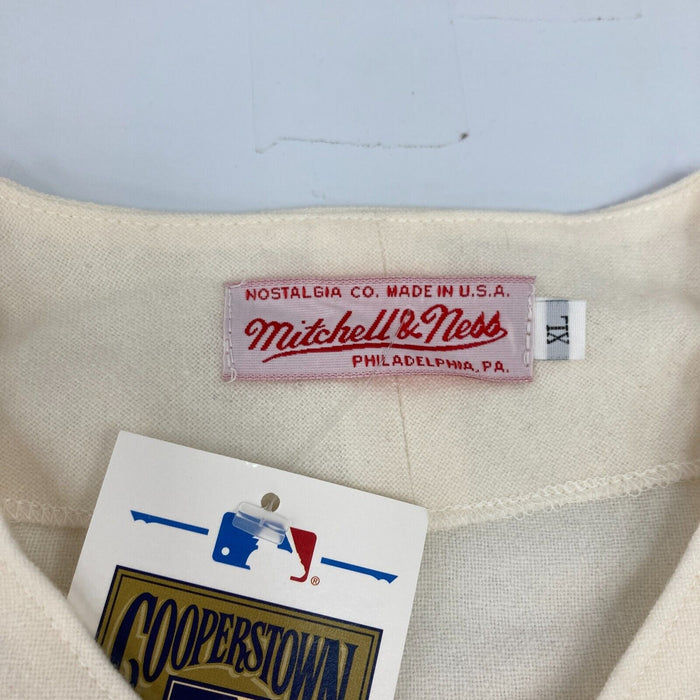 NOSTALGIA CO. MADE IN U.S.A.
Mitchell & Ness
PHILADELPHIA, PA.
XL
®
COOPERSTOWN